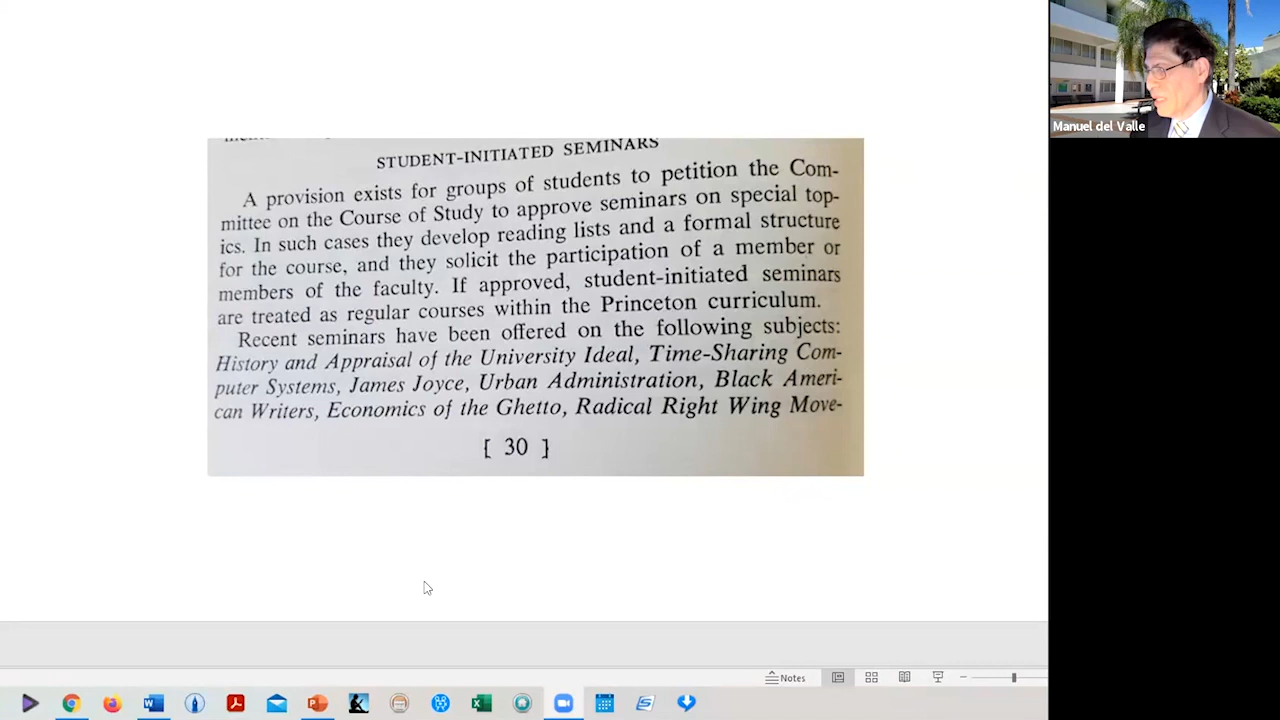 STUDENT-INITIATED SEMINARS
A provision exists for groups of students to petition the Com-
mittee on the Course of Study to approve seminars on special top-
ics. In such cases they develop reading lists and a formal structure
for the course, and they solicit the participation of a member or
members of the faculty. If approved, student-initiated seminars
are treated as regular courses within the Princeton curriculum.
Recent seminars have been offered on the following subjects:
History and Appraisal of the University Ideal, Time-Sharing Com-
puter Systems, James Joyce, Urban Administration, Black Ameri-
can Writers, Economics of the Ghetto, Radical Right Wing Move-
[ 30 ]
Manuel del Valle
Notes